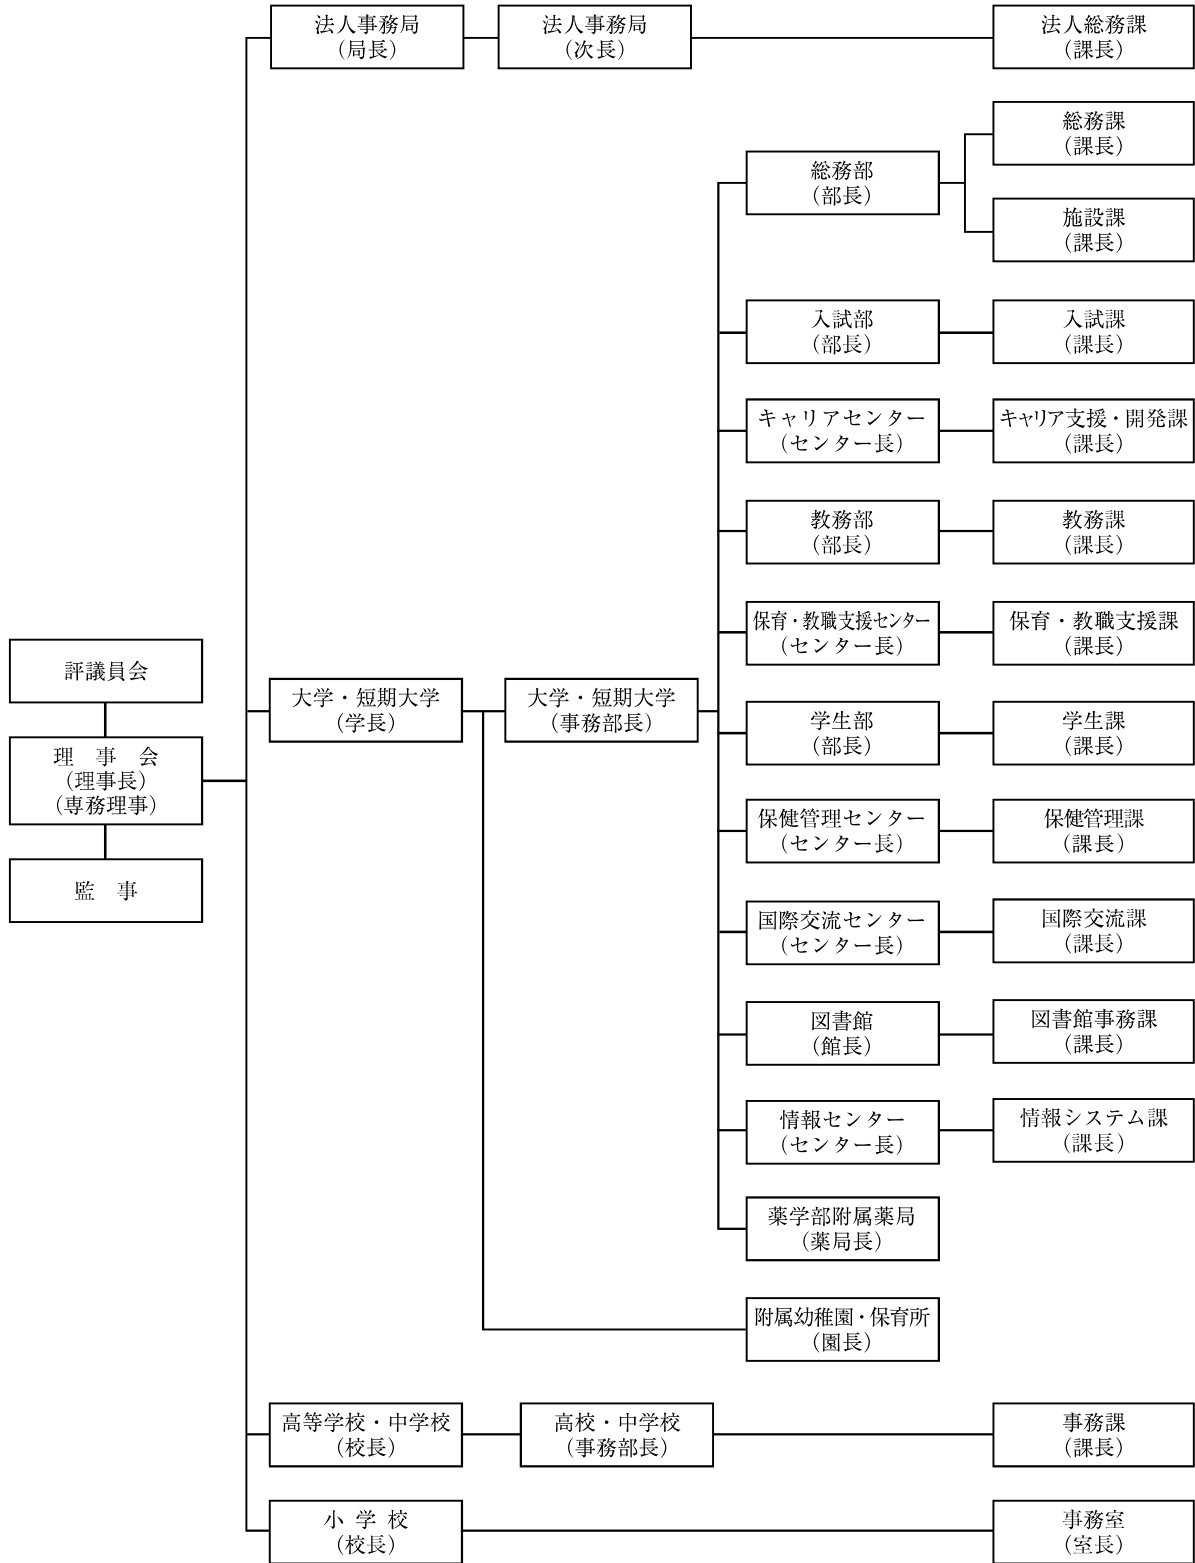 法人事務局
（局長）
法人事務局
（次長）
法人総務課
（課長）
総務部
（部長）
総務課
（課長）
施設課
（課長）
入試部
（部長）
入試課
（課長）
キャリアセンター
（センター長）
キャリア支援・開発課
（課長）
教務部
（部長）
教務課
（課長）
保育・教職支援センター
（センター長）
保育・教職支援課
（課長）
評議員会
理　事　会
（理事長）
（専務理事）
監　事
大学・短期大学
（学長）
大学・短期大学
（事務部長）
学生部
（部長）
学生課
（課長）
保健管理センター
（センター長）
保健管理課
（課長）
国際交流センター
（センター長）
国際交流課
（課長）
図書館
（館長）
図書館事務課
（課長）
情報センター
（センター長）
情報システム課
（課長）
薬学部附属薬局
（薬局長）
附属幼稚園・保育所
（園長）
高等学校・中学校
（校長）
高校・中学校
（事務部長）
事務課
（課長）
小 学 校
（校長）
事務室
（室長）